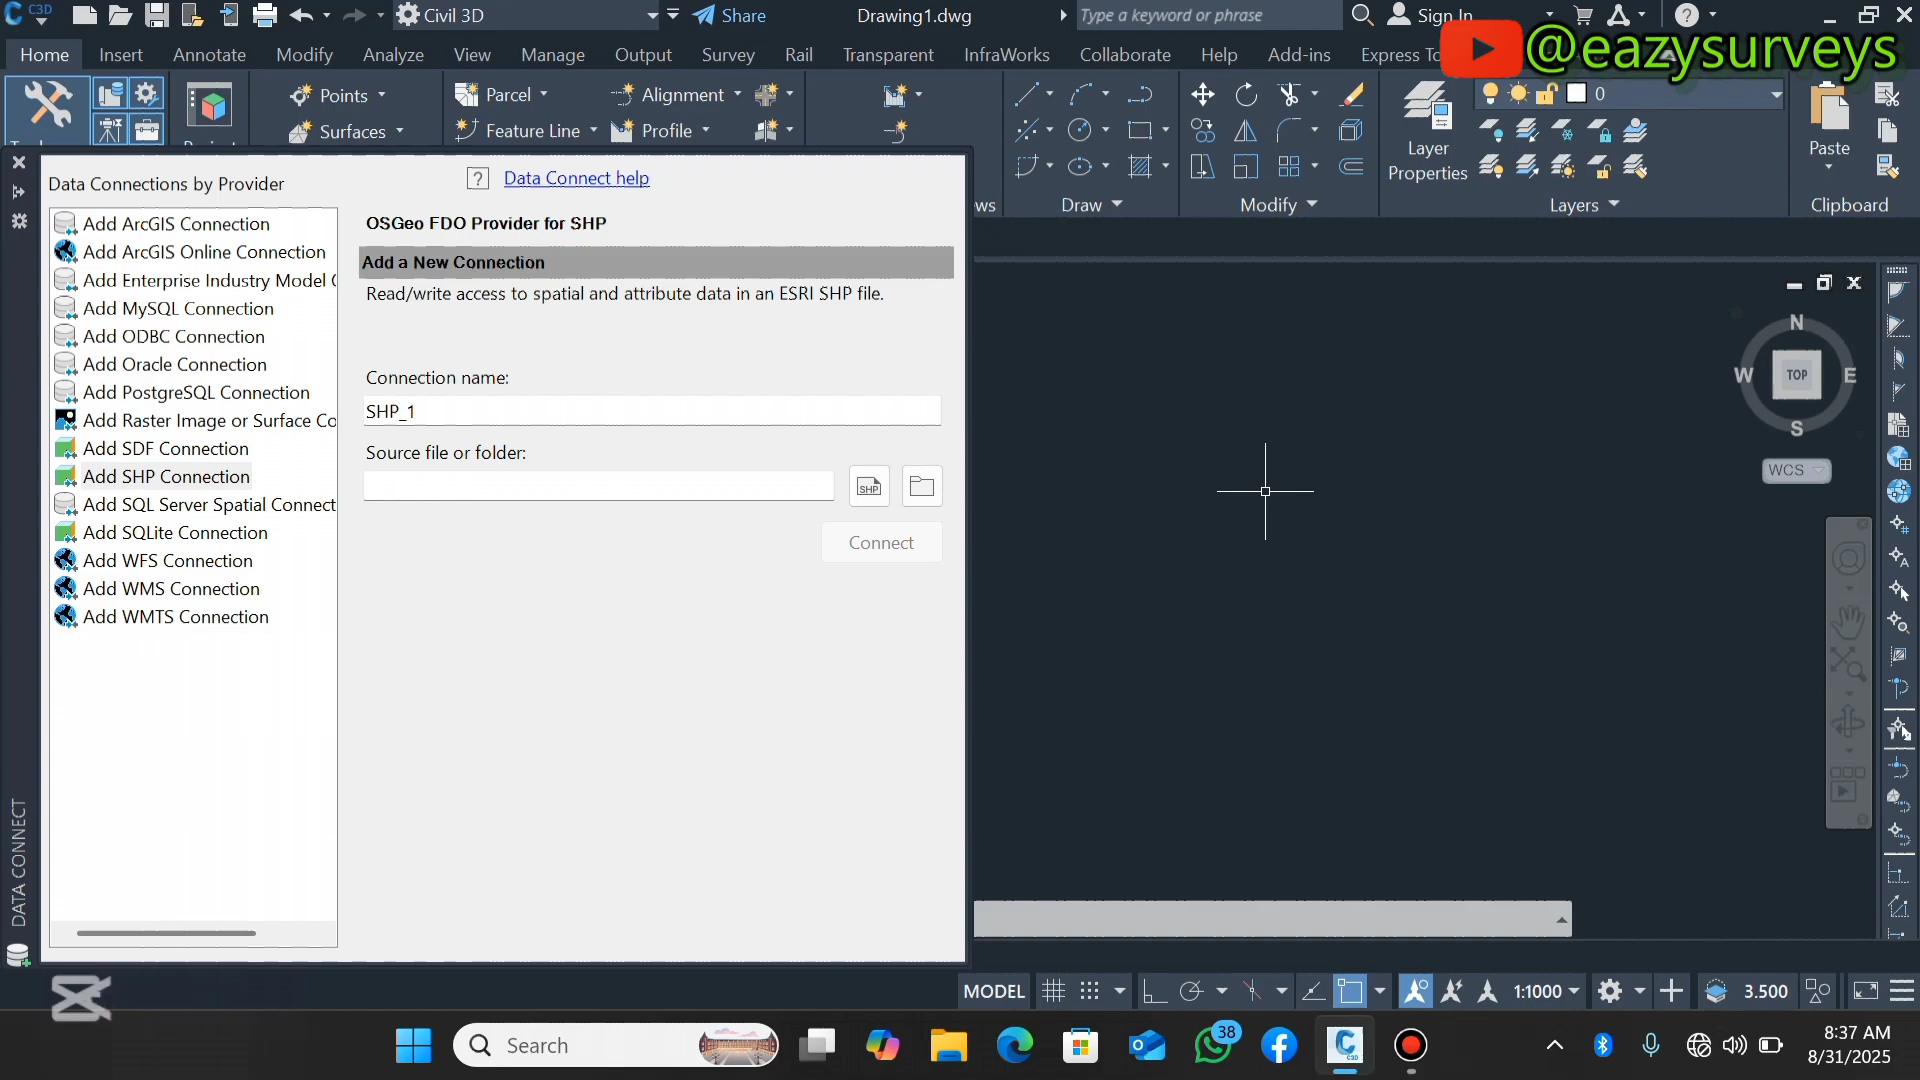 C3D
Civil 3D
Share
Drawing1.dwg
Type a keyword or phrase
Sign In
@eazysurveys
Home
Insert
Annotate
Modify
Analyze
View
Manage
Output
Survey
Rail
Transparent
InfraWorks
Collaborate
Help
Add-ins
Express To
Points
Surfaces
Parcel
Feature Line
Alignment
Profile
0
Layer
Properties
Paste
ws
Draw
Modify
Layers
Clipboard
Data Connections by Provider
Add ArcGIS Connection
Add ArcGIS Online Connection
Add Enterprise Industry Model
Add MySQL Connection
Add ODBC Connection
Add Oracle Connection
Add PostgreSQL Connection
Add Raster Image or Surface Co
Add SDF Connection
Add SHP Connection
Add SQL Server Spatial Connect
Add SQLite Connection
Add WFS Connection
Add WMS Connection
Add WMTS Connection
DATA CONNECT
Data Connect help
OSGeo FDO Provider for SHP
Add a New Connection
Read/write access to spatial and attribute data in an ESRI SHP file.
Connection name:
SHP_1
Source file or folder:
SHP
Connect
N
W
TOP
E
S
WCS
MODEL
1:1000
3.500
Search
38
C3D
8:37 AM
8/31/2025